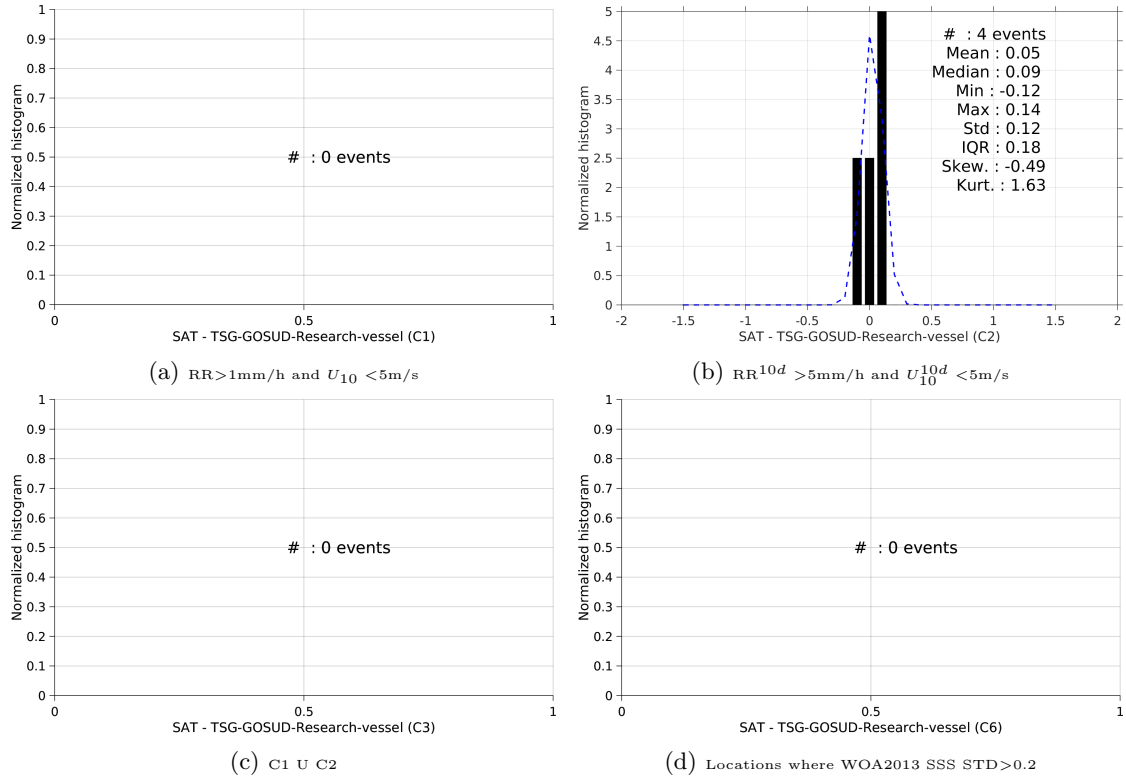 1
0.9
0.8
0.7
0.6
0.5
0.4
0.3
0.2
0.1
0
Normalized histogram
# : 0 events
0 0.5 1
SAT - TSG-GOSUD-Research-vessel (C1)
(a) RR>1mm/h and U10 <5m/s
5
4.5
4
3.5
3
2.5
2
1.5
1
0.5
0
Normalized histogram
# : 4 events
Mean : 0.05
Median : 0.09
Min : -0.12
Max : 0.14
Std : 0.12
IQR : 0.18
Skew. : -0.49
Kurt. : 1.63
-2 -1.5 -1 -0.5 0 0.5 1 1.5 2
SAT - TSG-GOSUD-Research-vessel (C2)
(b) RR10d >5mm/h and U10d10 <5m/s
1
0.9
0.8
0.7
0.6
0.5
0.4
0.3
0.2
0.1
0
Normalized histogram
# : 0 events
0 0.5 1
SAT - TSG-GOSUD-Research-vessel (C3)
(c) C1 U C2
1
0.9
0.8
0.7
0.6
0.5
0.4
0.3
0.2
0.1
0
Normalized histogram
# : 0 events
0 0.5 1
SAT - TSG-GOSUD-Research-vessel (C6)
(d) Locations where WOA2013 SSS STD>0.2